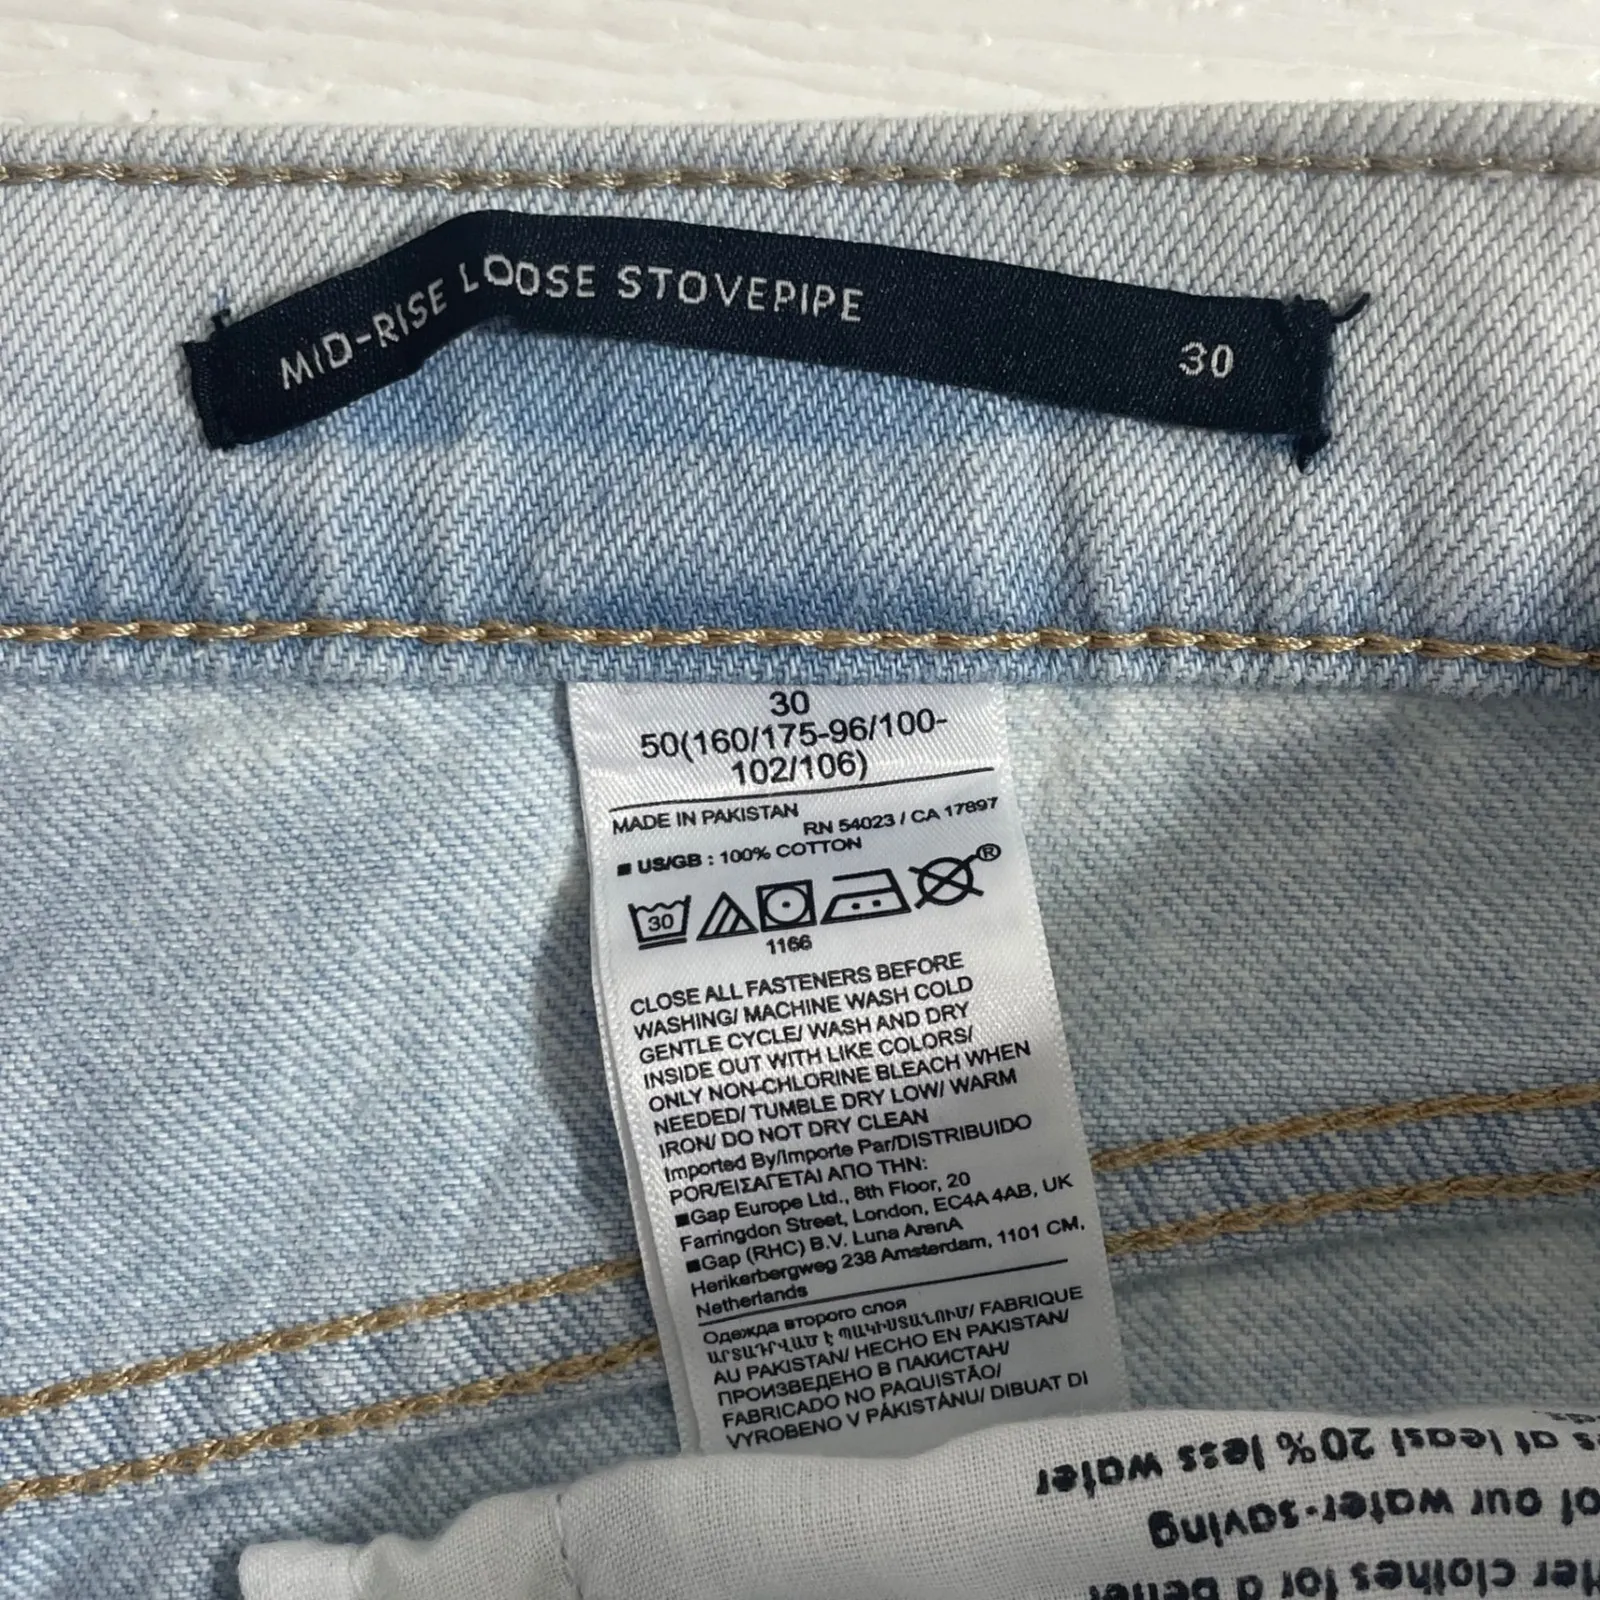 MID-RISE LOOSE STOVEPIPE 30
30
50(160/175-96/100-
102/106)
MADE IN PAKISTAN
RN 54023 / CA 17897
■ US/GB : 100% COTTON
30
®
1166
CLOSE ALL FASTENERS BEFORE
WASHING/ MACHINE WASH COLD
GENTLE CYCLE/ WASH AND DRY
INSIDE OUT WITH LIKE COLORS/
ONLY NON-CHLORINE BLEACH WHEN
NEEDED/ TUMBLE DRY LOW/ WARM
IRON/ DO NOT DRY CLEAN
Imported By/Importe Par/DISTRIBUIDO
POR/ΕΙΣΑΓΕΤΑΙ ΑΠΟ ΤΗΝ:
■Gap Europe Ltd., 8th Floor, 20
Farringdon Street, London, EC4A 4AB, UK
■Gap (RHC) B.V. Luna ArenA
Herikerbergweg 238 Amsterdam, 1101 CM,
Netherlands
Одежда второго слоя
ԱՐՏԱԴՐՎԱԾ Է ՊԱԿԻՍՏԱՆՈՒՄ/ FABRIQUE
AU PAKISTAN/ HECHO EN PAKISTAN/
ПРОИЗВЕДЕНО В ПАКИСТАН/
FABRICADO NO PAQUISTÃO/
VYROBENO V PÁKISTÁNU/ DIBUAT DI
clothes for a better
of our water-saving
at least 20% less water